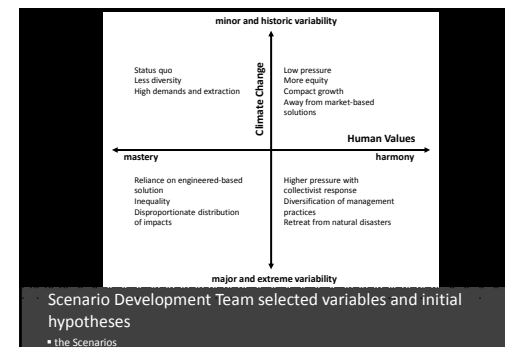 minor and historic variability
Status quo
Less diversity
High demands and extraction
Climate Change
Low pressure
More equity
Compact growth
Away from market-based
solutions
Human Values
mastery
harmony
Reliance on engineered-based
solution
Inequality
Disproportionate distribution
of impacts
Higher pressure with
collectivist response
Diversification of management
practices
Retreat from natural disasters
major and extreme variability
Scenario Development Team selected variables and initial
hypotheses
▪ the Scenarios